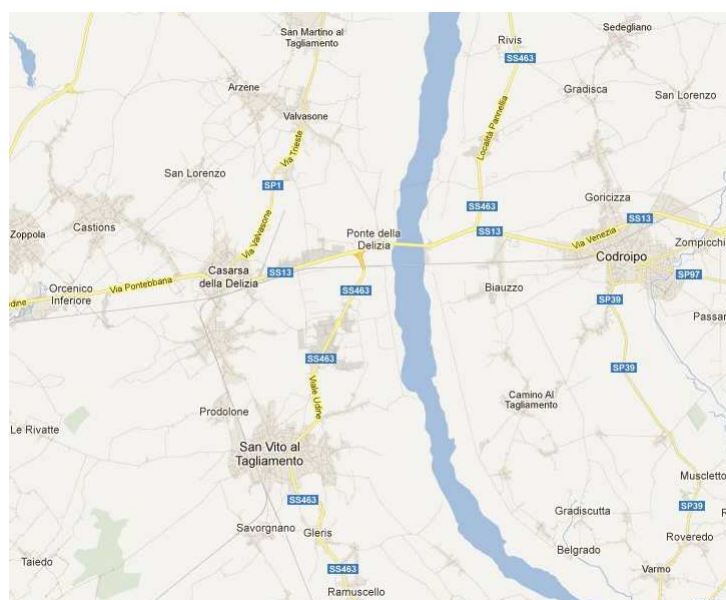 San Martino al
Tagliamento
Rivis
Sedegliano
SS463
Arzene
Gradisca
San Lorenzo
Valvasone
Via Trieste
Località Pannellia
San Lorenzo
SP1
Goricizza
SS463
SS13
Castions
Zoppola
Via Valvasone
Ponte della
Delizia
SS13
Via Venezia
Zompicchi
Codroipo
Casarsa
della Delizia
SS13
SP97
Via Pontebbana
Orcenico
Inferiore
udine
SS463
Biauzzo
SP39
Passar
SS463
SP39
Viale Udine
Camino Al
Tagliamento
Prodolone
Le Rivatte
San Vito al
Tagliamento
Muscletto
SS463
SP39
Gradiscutta
R
Savorgnano
Gleris
Roveredo
Belgrado
Taiedo
SS463
Varmo
Ramuscello